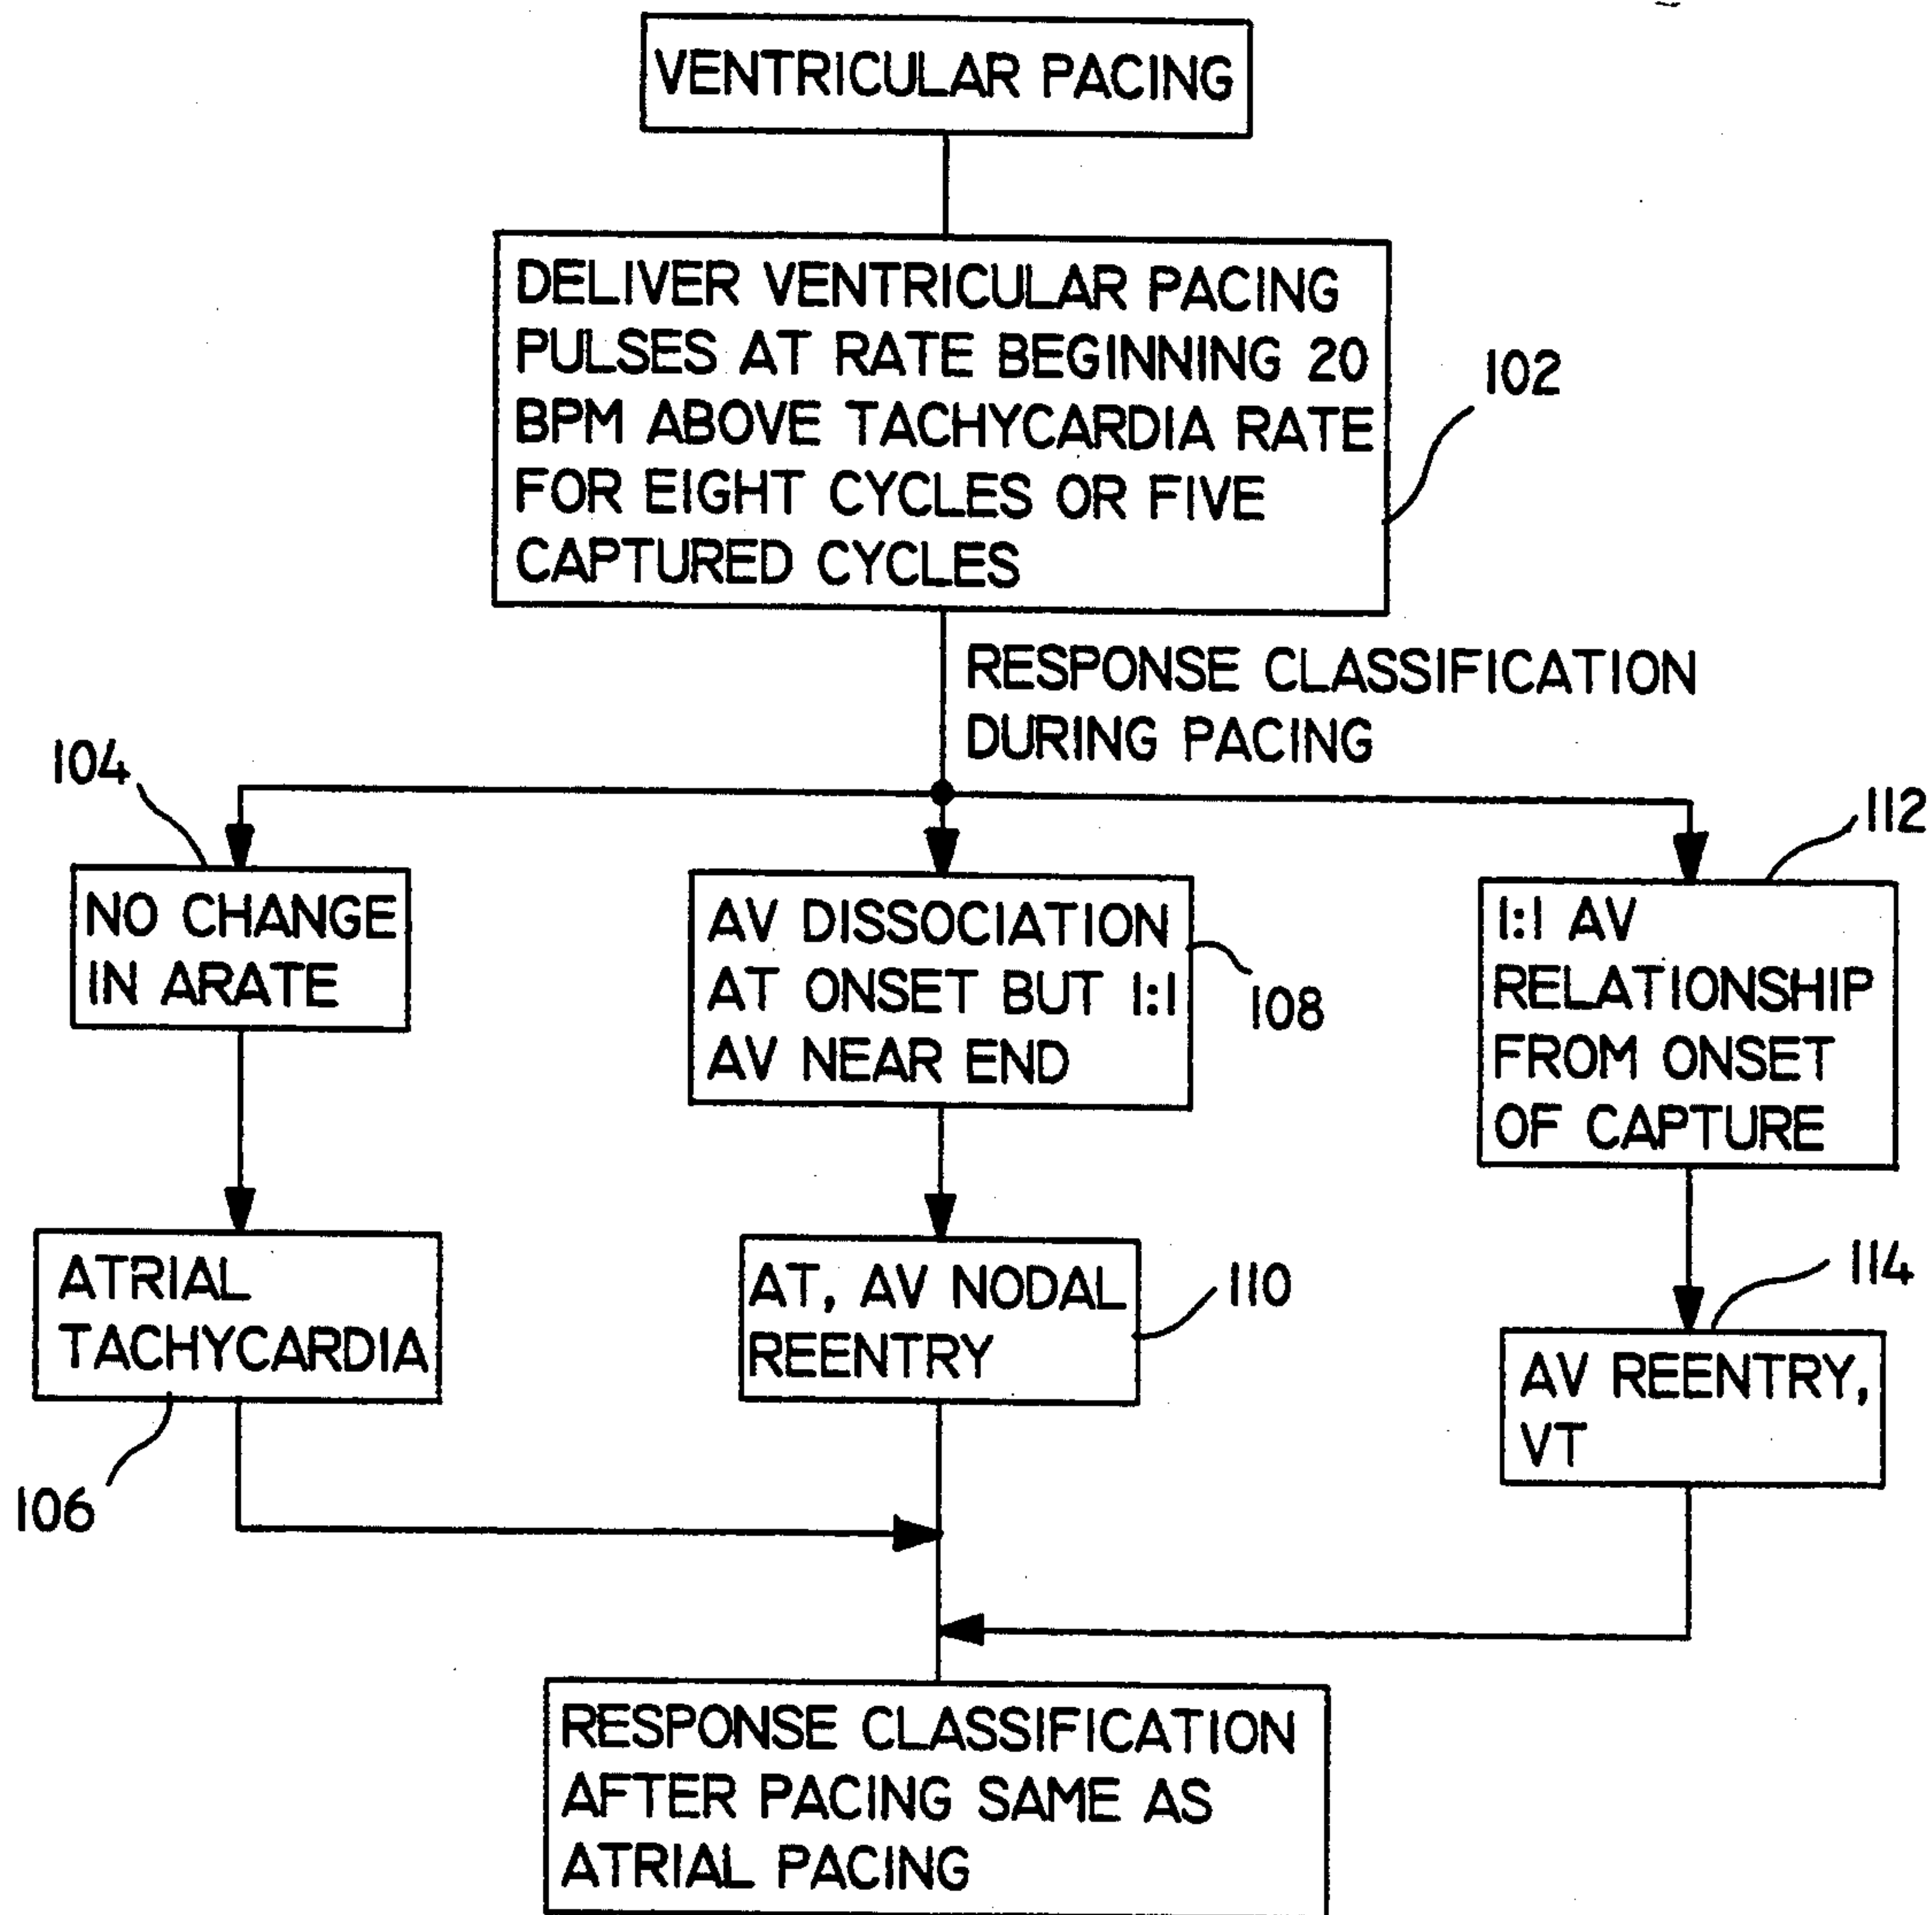 VENTRICULAR PACING
DELIVER VENTRICULAR PACING
PULSES AT RATE BEGINNING 20
BPM ABOVE TACHYCARDIA RATE
FOR EIGHT CYCLES OR FIVE
CAPTURED CYCLES
102
RESPONSE CLASSIFICATION
DURING PACING
104
NO CHANGE
IN ARATE
AV DISSOCIATION
AT ONSET BUT 1:1
AV NEAR END
108
112
1:1 AV
RELATIONSHIP
FROM ONSET
OF CAPTURE
ATRIAL
TACHYCARDIA
106
AT, AV NODAL
REENTRY
110
114
AV REENTRY,
VT
RESPONSE CLASSIFICATION
AFTER PACING SAME AS
ATRIAL PACING